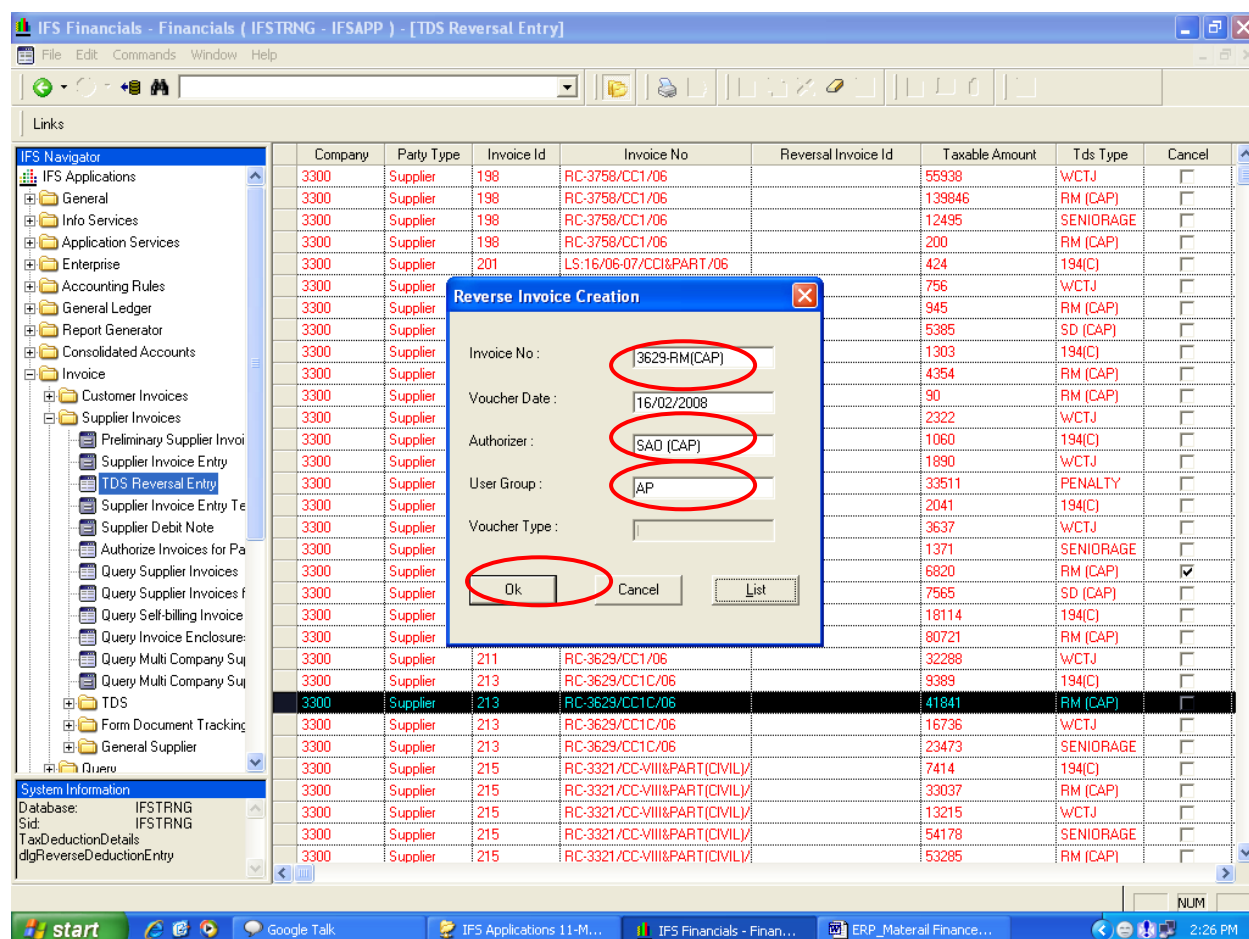 IFS Financials - Financials ( IFSTRNG - IFSAPP ) - [TDS Reversal Entry]
File Edit Commands Window Help
Links
IFS Navigator
IFS Applications
General
Info Services
Application Services
Enterprise
Accounting Rules
General Ledger
Report Generator
Consolidated Accounts
Invoice
Customer Invoices
Supplier Invoices
Preliminary Supplier Invoi
Supplier Invoice Entry
TDS Reversal Entry
Supplier Invoice Entry Te
Supplier Debit Note
Authorize Invoices for Pa
Query Supplier Invoices
Query Supplier Invoices f
Query Self-billing Invoice
Query Invoice Enclosure:
Query Multi Company Su
Query Multi Company Su
TDS
Form Document Tracking
General Supplier
Query
System Information
Database: IFSTRNG
Sid: IFSTRNG
TaxDeductionDetails
dlgReverseDeductionEntry
Company Party Type Invoice Id Invoice No Reversal Invoice Id Taxable Amount Tds Type Cancel
3300 Supplier 198 RC-3758/CC1/06 55938 WCTJ
3300 Supplier 198 RC-3758/CC1/06 139846 RM (CAP)
3300 Supplier 198 RC-3758/CC1/06 12495 SENIORAGE
3300 Supplier 198 RC-3758/CC1/06 200 RM (CAP)
3300 Supplier 201 LS:16/06-07/CCI&PART/06 424 194(C)
3300 Supplier 756 WCTJ
3300 Supplier 945 RM (CAP)
3300 Supplier 5385 SD (CAP)
3300 Supplier 1303 194(C)
3300 Supplier 4354 RM (CAP)
3300 Supplier 90 RM (CAP)
3300 Supplier 2322 WCTJ
3300 Supplier 1060 194(C)
3300 Supplier 1890 WCTJ
3300 Supplier 33511 PENALTY
3300 Supplier 2041 194(C)
3300 Supplier 3637 WCTJ
3300 Supplier 1371 SENIORAGE
3300 Supplier 6820 RM (CAP)
3300 Supplier 7565 SD (CAP)
3300 Supplier 18114 194(C)
3300 Supplier 80721 RM (CAP)
3300 Supplier 211 RC-3629/CC1/06 32288 WCTJ
3300 Supplier 213 RC-3629/CC1C/06 9389 194(C)
3300 Supplier 213 RC-3629/CC1C/06 41841 RM (CAP)
3300 Supplier 213 RC-3629/CC1C/06 16736 WCTJ
3300 Supplier 213 RC-3629/CC1C/06 23473 SENIORAGE
3300 Supplier 215 RC-3321/CC-VIII&PART(CIVIL)/ 7414 194(C)
3300 Supplier 215 RC-3321/CC-VIII&PART(CIVIL)/ 33037 RM (CAP)
3300 Supplier 215 RC-3321/CC-VIII&PART(CIVIL)/ 13215 WCTJ
3300 Supplier 215 RC-3321/CC-VIII&PART(CIVIL)/ 54178 SENIORAGE
3300 Supplier 215 RC-3321/CC-VIII&PART(CIVIL)/ 53285 RM (CAP)
Reverse Invoice Creation
Invoice No : 3629-RM(CAP)
Voucher Date : 16/02/2008
Authorizer : SAO (CAP)
User Group : AP
Voucher Type :
Ok Cancel List
NUM
start Google Talk IFS Applications 11-M... IFS Financials - Finan... ERP_Materail Finance... 2:26 PM